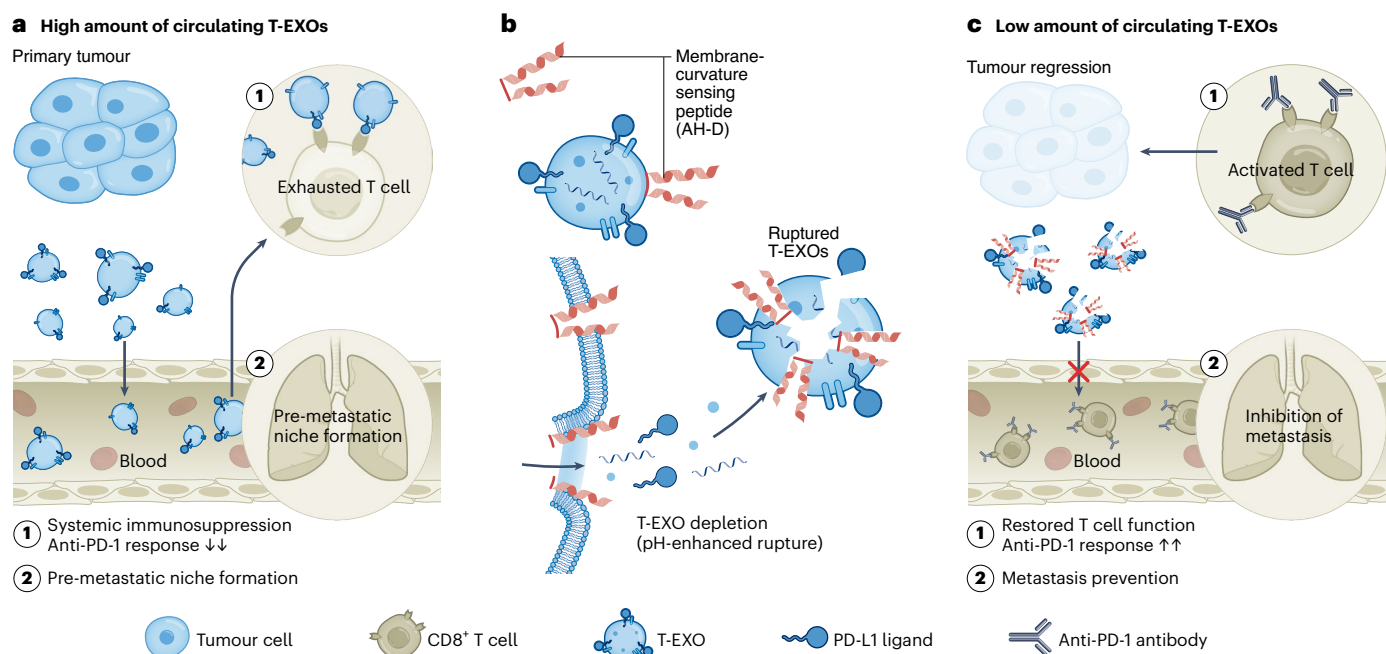 a High amount of circulating T-EXOs
Primary tumour
1
Exhausted T cell
2
Pre-metastatic
niche formation
Blood
1 Systemic immunosuppression
Anti-PD-1 response ↓↓
2 Pre-metastatic niche formation
b
Membrane-
curvature
sensing
peptide
(AH-D)
Ruptured
T-EXOs
T-EXO depletion
(pH-enhanced rupture)
c Low amount of circulating T-EXOs
Tumour regression
1
Activated T cell
2
Inhibition of
metastasis
Blood
1 Restored T cell function
Anti-PD-1 response ↑↑
2 Metastasis prevention
Tumour cell
CD8⁺ T cell
T-EXO
PD-L1 ligand
Anti-PD-1 antibody